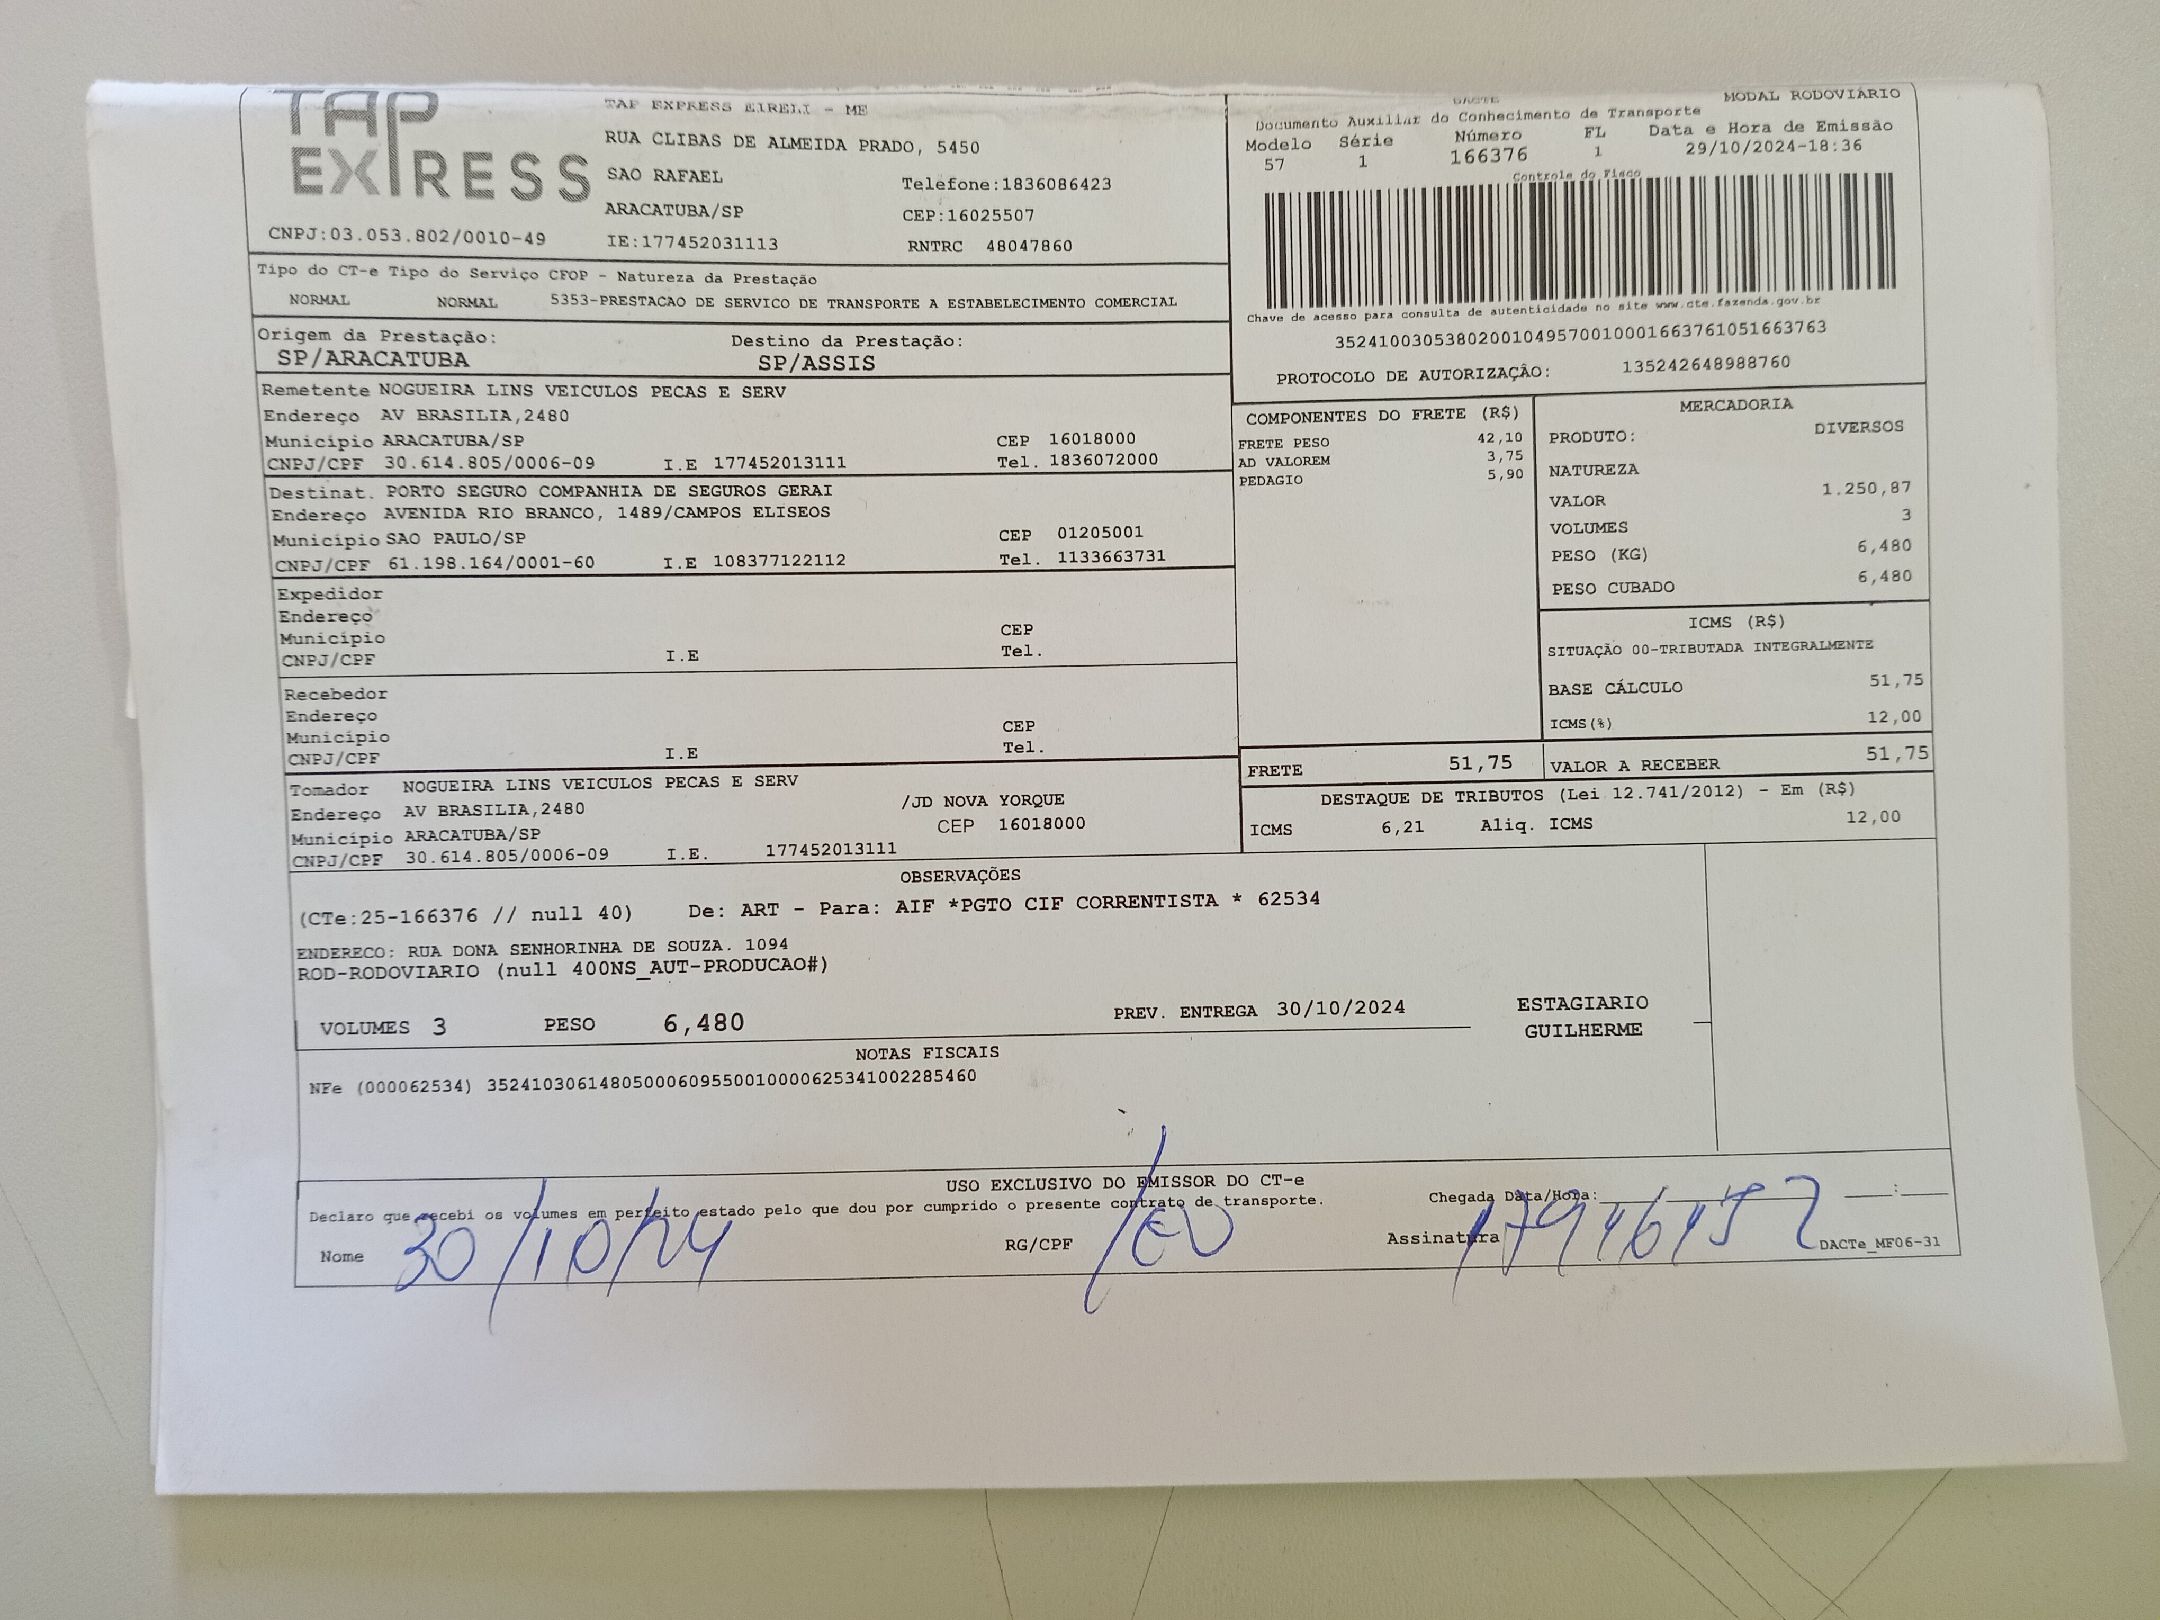 TAP
EXPRESS
TAP EXPRESS EIRELI - ME
RUA CLIBAS DE ALMEIDA PRADO, 5450
SAO RAFAEL Telefone:1836086423
ARACATUBA/SP CEP:16025507
CNPJ:03.053.802/0010-49 IE:177452031113 RNTRC 48047860
DACTE MODAL RODOVIÁRIO
Documento Auxiliar do Conhecimento de Transporte
Modelo Série Número FL Data e Hora de Emissão
57 1 166376 1 29/10/2024-18:36
Controle do Fisco
Chave de acesso para consulta de autenticidade no site www.cte.fazenda.gov.br
35241003053802001049570010001663761051663763
PROTOCOLO DE AUTORIZAÇÃO: 135242648988760
Tipo do CT-e Tipo do Serviço CFOP - Natureza da Prestação
NORMAL NORMAL 5353-PRESTACAO DE SERVICO DE TRANSPORTE A ESTABELECIMENTO COMERCIAL
Origem da Prestação: Destino da Prestação:
SP/ARACATUBA SP/ASSIS
Remetente NOGUEIRA LINS VEICULOS PECAS E SERV
Endereço AV BRASILIA,2480
Município ARACATUBA/SP CEP 16018000
CNPJ/CPF 30.614.805/0006-09 I.E 177452013111 Tel. 1836072000
Destinat. PORTO SEGURO COMPANHIA DE SEGUROS GERAI
Endereço AVENIDA RIO BRANCO, 1489/CAMPOS ELISEOS
Município SAO PAULO/SP CEP 01205001
CNPJ/CPF 61.198.164/0001-60 I.E 108377122112 Tel. 1133663731
Expedidor
Endereço
Município CEP
CNPJ/CPF I.E Tel.
Recebedor
Endereço
Município CEP
CNPJ/CPF I.E Tel.
Tomador NOGUEIRA LINS VEICULOS PECAS E SERV
Endereço AV BRASILIA,2480 /JD NOVA YORQUE
Município ARACATUBA/SP CEP 16018000
CNPJ/CPF 30.614.805/0006-09 I.E. 177452013111
COMPONENTES DO FRETE (R$)
FRETE PESO 42,10
AD VALOREM 3,75
PEDAGIO 5,90
MERCADORIA
PRODUTO: DIVERSOS
NATUREZA
VALOR 1.250,87
VOLUMES 3
PESO (KG) 6,480
PESO CUBADO 6,480
ICMS (R$)
SITUAÇÃO 00-TRIBUTADA INTEGRALMENTE
BASE CÁLCULO 51,75
ICMS(%) 12,00
FRETE 51,75 VALOR A RECEBER 51,75
DESTAQUE DE TRIBUTOS (Lei 12.741/2012) - Em (R$)
ICMS 6,21 Aliq. ICMS 12,00
OBSERVAÇÕES
(CTe:25-166376 // null 40) De: ART - Para: AIF *PGTO CIF CORRENTISTA * 62534
ENDERECO: RUA DONA SENHORINHA DE SOUZA. 1094
ROD-RODOVIARIO (null 400NS_AUT-PRODUCAO#)
VOLUMES 3 PESO 6,480 PREV. ENTREGA 30/10/2024
ESTAGIARIO
GUILHERME
NOTAS FISCAIS
NFe (000062534) 35241030614805000609550010000625341002285460
USO EXCLUSIVO DO EMISSOR DO CT-e
Declaro que recebi os volumes em perfeito estado pelo que dou por cumprido o presente contrato de transporte. Chegada Data/Hora: :
Nome 30/10/24 RG/CPF Assinatura
DACTe_MF06-31